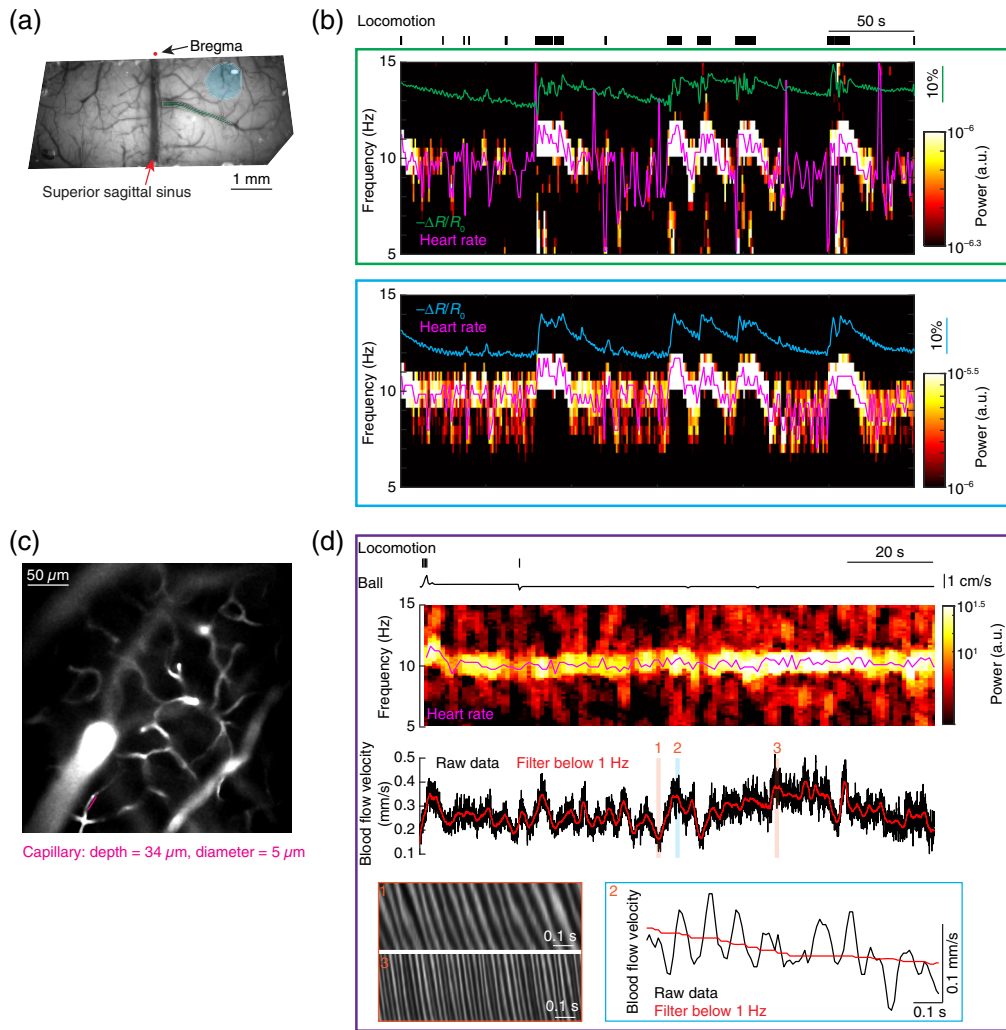 (a)
Bregma
Superior sagittal sinus
1 mm
(b)
Locomotion
50 s
15
10
5
Frequency (Hz)
−ΔR/R₀
Heart rate
10%
10⁻⁶
10⁻⁶·³
Power (a.u.)
15
10
5
Frequency (Hz)
−ΔR/R₀
Heart rate
10%
10⁻⁵·⁵
10⁻⁶
Power (a.u.)
(c)
50 μm
Capillary: depth = 34 μm, diameter = 5 μm
(d)
Locomotion
20 s
Ball
1 cm/s
15
10
5
Frequency (Hz)
Heart rate
10¹·⁵
10¹
Power (a.u.)
Blood flow velocity
(mm/s)
0.5
0.4
0.3
0.2
0.1
Raw data
Filter below 1 Hz
1
2
3
1
0.1 s
3
0.1 s
2
Blood flow velocity
Raw data
Filter below 1 Hz
0.1 mm/s
0.1 s